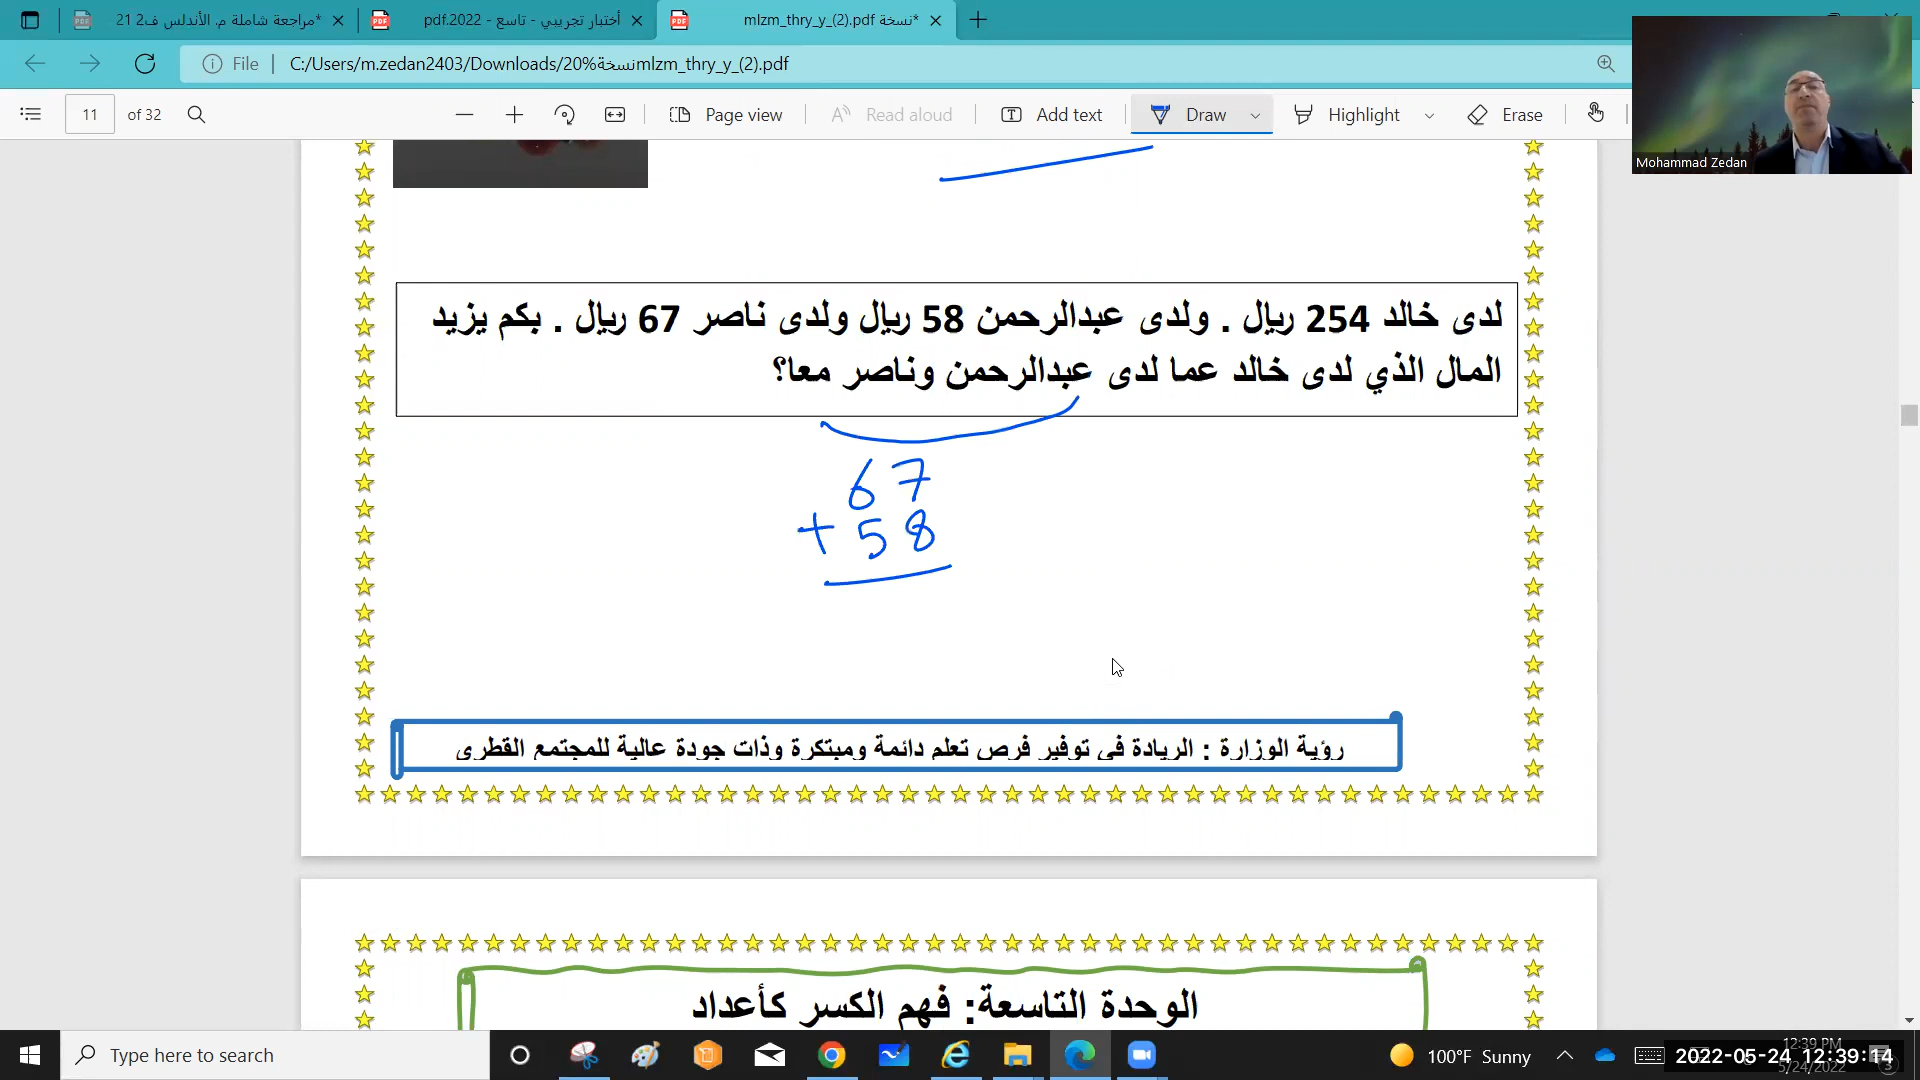 *مراجعة شاملة م. الأندلس ف2 21
أختبار تجريبي - تاسع - 2022.pdf
*نسخة mlzm_thry_y_(2).pdf
File
C:/Users/m.zedan2403/Downloads/20%نسخةmlzm_thry_y_(2).pdf
11 of 32
Page view
Read aloud
Add text
Draw
Highlight
Erase
Mohammad Zedan
لدى خالد 254 ريال . ولدى عبدالرحمن 58 ريال ولدى ناصر 67 ريال . بكم يزيد
المال الذي لدى خالد عما لدى عبدالرحمن وناصر معا؟
67
+ 58
رؤية الوزارة : الريادة في توفير فرص تعلم دائمة ومبتكرة وذات جودة عالية للمجتمع القطري
الوحدة التاسعة: فهم الكسر كأعداد
Type here to search
100°F Sunny
12:39 PM
2022-05-24 12:39:14
5/24/2022
3